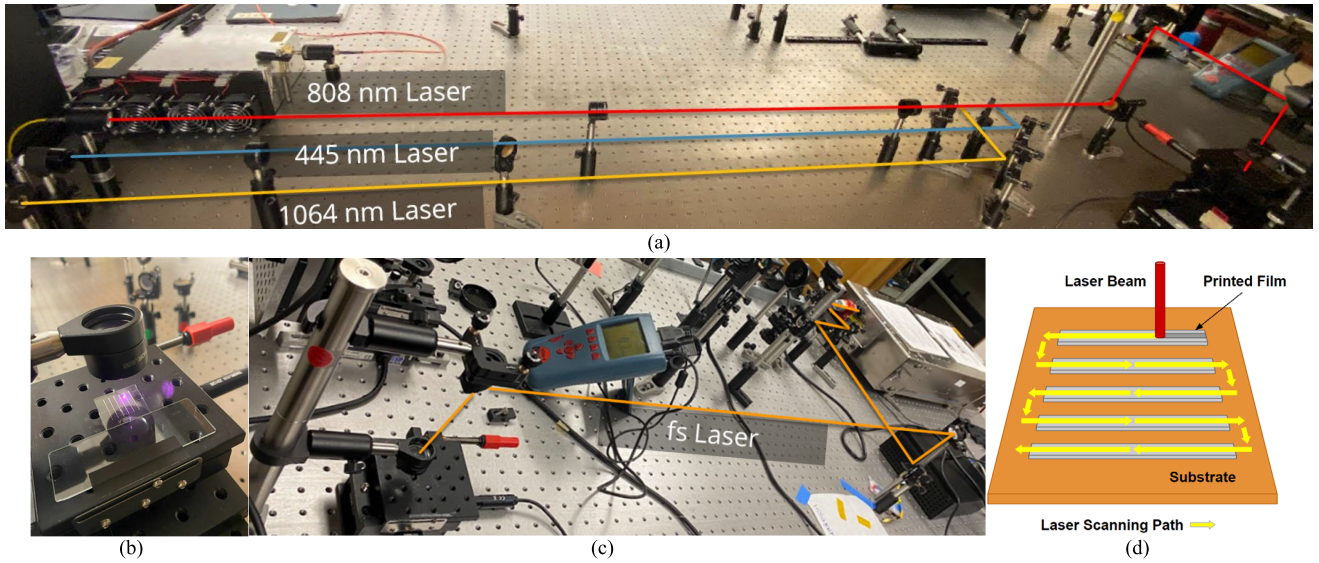 808 nm Laser
445 nm Laser
1064 nm Laser
(a)
fs Laser
Laser Beam
Printed Film
Substrate
Laser Scanning Path
(b)
(c)
(d)